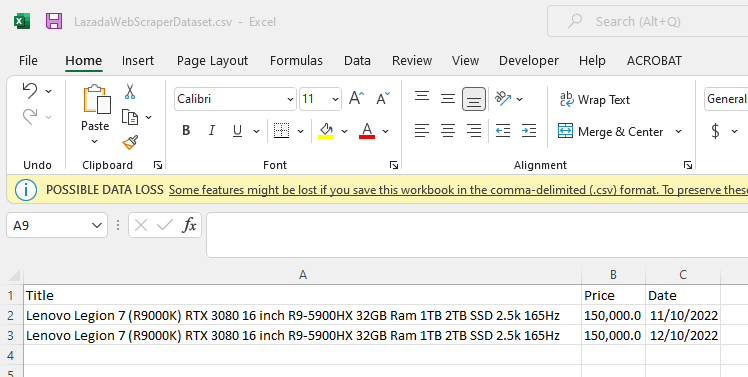 LazadaWebScraperDataset.csv - Excel
Search (Alt+Q)
File Home Insert Page Layout Formulas Data Review View Developer Help ACROBAT
Calibri 11 A^ A˅ ab Wrap Text General
Paste B I U A Merge & Center $
Undo Clipboard Font Alignment
POSSIBLE DATA LOSS Some features might be lost if you save this workbook in the comma-delimited (.csv) format. To preserve these
A9 fx
A B C
1 Title Price Date
2 Lenovo Legion 7 (R9000K) RTX 3080 16 inch R9-5900HX 32GB Ram 1TB 2TB SSD 2.5k 165Hz 150,000.0 11/10/2022
3 Lenovo Legion 7 (R9000K) RTX 3080 16 inch R9-5900HX 32GB Ram 1TB 2TB SSD 2.5k 165Hz 150,000.0 12/10/2022
4
5